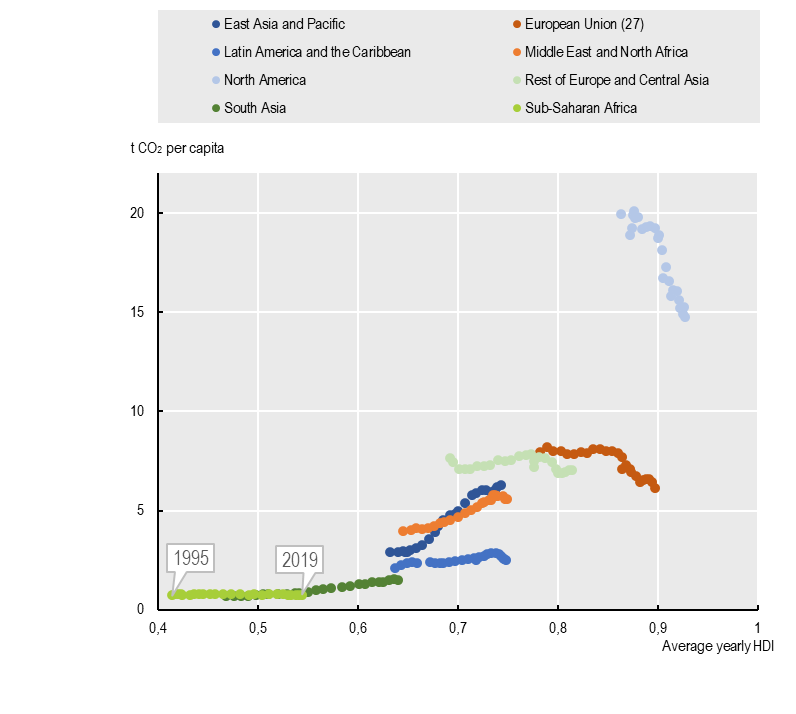 East Asia and Pacific
European Union (27)
Latin America and the Caribbean
Middle East and North Africa
North America
Rest of Europe and Central Asia
South Asia
Sub-Saharan Africa
t CO₂ per capita
20
15
10
5
0
1995
2019
0,4 0,5 0,6 0,7 0,8 0,9 1
Average yearly HDI